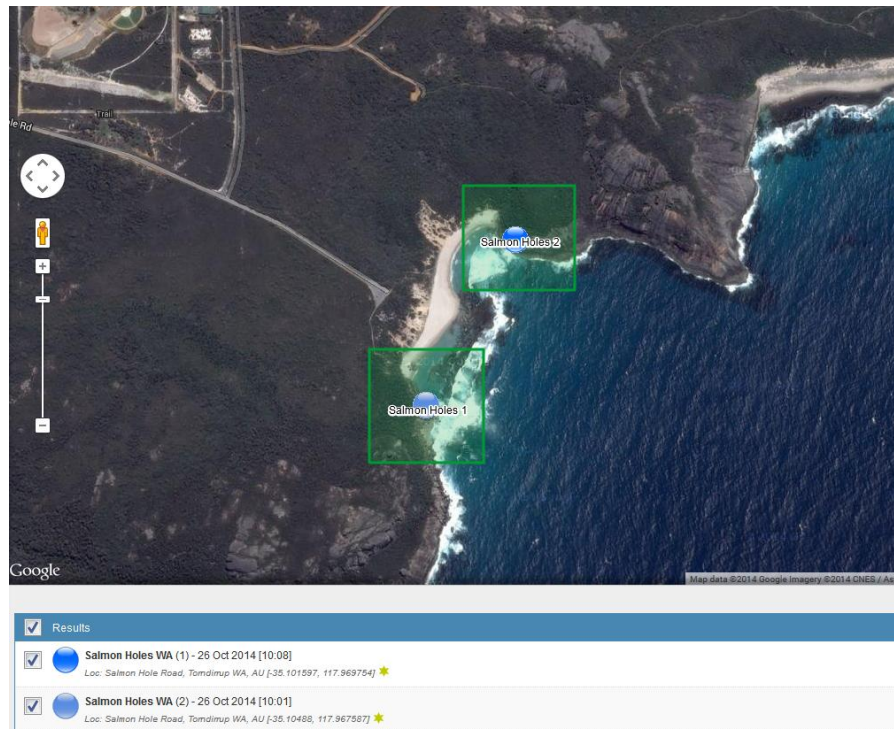 Trail
le Rd
Salmon Holes 2
Salmon Holes 1
Google
Map data ©2014 Google Imagery ©2014 CNES / As
Results
Salmon Holes WA (1) - 26 Oct 2014 [10:08]
Loc: Salmon Hole Road, Torndirrup WA, AU [-35.101597, 117.969754]
Salmon Holes WA (2) - 26 Oct 2014 [10:01]
Loc: Salmon Hole Road, Torndirrup WA, AU [-35.10488, 117.967587]